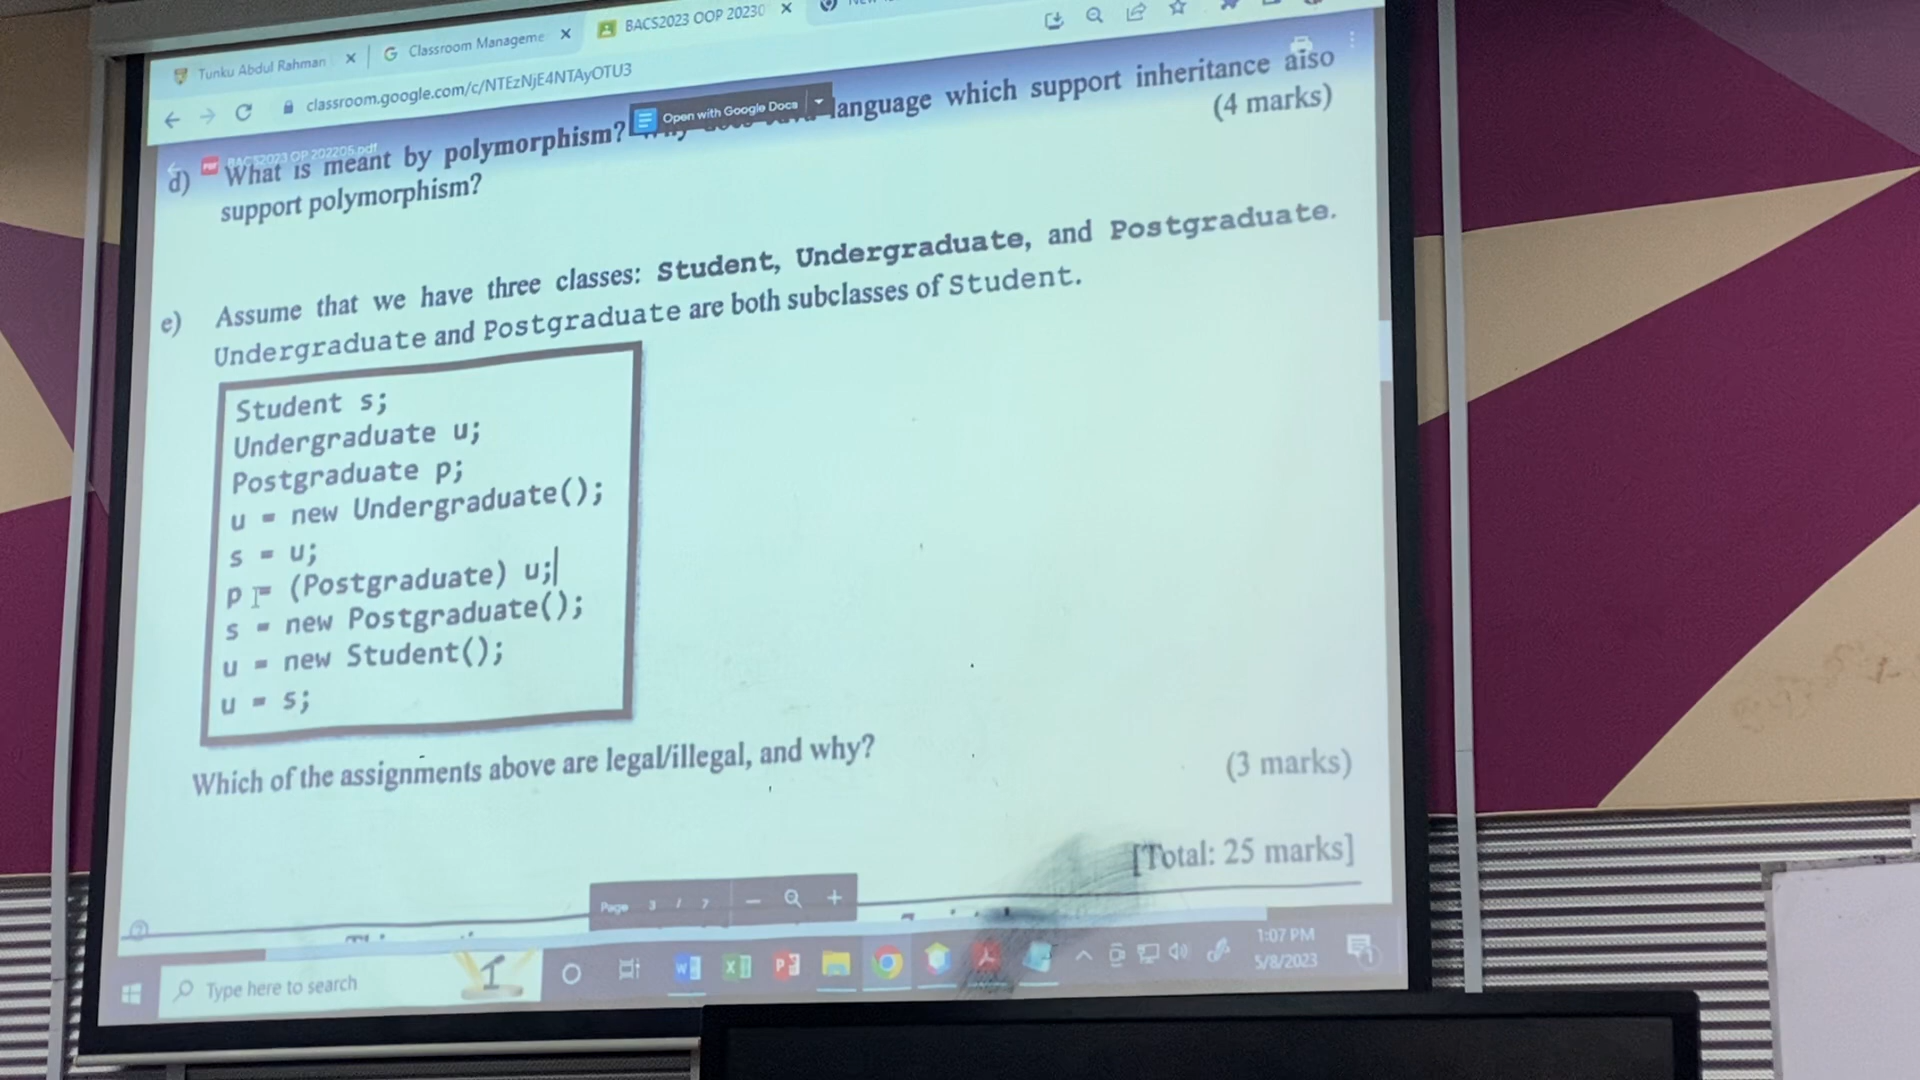 Tunku Abdul Rahman
Classroom Manageme
BACS2023 OOP 20230
classroom.google.com/c/NTEzNjE4NTAyOTU3
Open with Google Docs
BACS2023 OP 202205.pdf
d) What is meant by polymorphism? language which support inheritance also
support polymorphism?
(4 marks)
e) Assume that we have three classes: Student, Undergraduate, and Postgraduate.
Undergraduate and Postgraduate are both subclasses of Student.
Student s;
Undergraduate u;
Postgraduate p;
u = new Undergraduate();
s = u;
p = (Postgraduate) u;
s = new Postgraduate();
u = new Student();
u = s;
Which of the assignments above are legal/illegal, and why?
(3 marks)
[Total: 25 marks]
Page 3 / 7
Type here to search
1:07 PM
5/8/2023